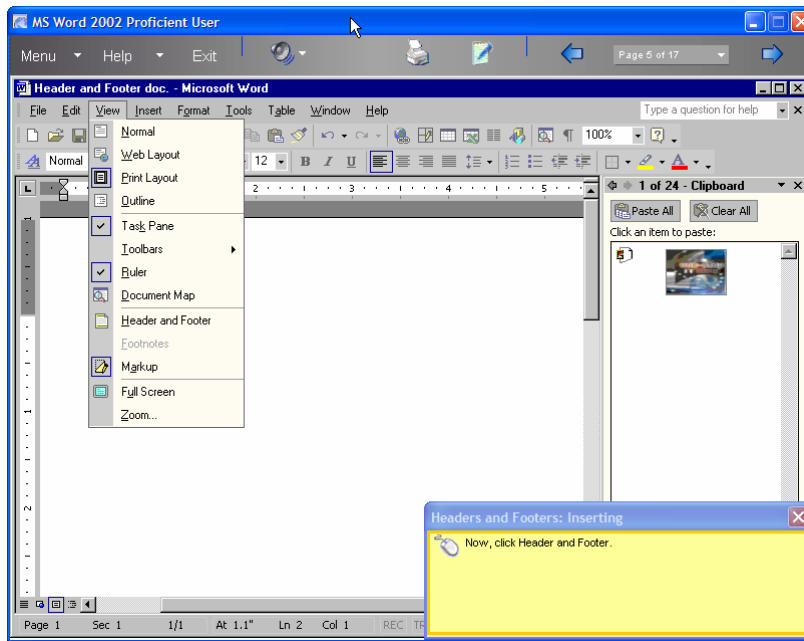 MS Word 2002 Proficient User
Menu Help Exit Page 5 of 17
Header and Footer doc. - Microsoft Word
File Edit View Insert Format Tools Table Window Help Type a question for help
100%
Normal 12 B I U A
2 3 4 5
1 of 24 - Clipboard
Paste All Clear All
Click an item to paste:
Normal
Web Layout
Print Layout
Outline
Task Pane
Toolbars
Ruler
Document Map
Header and Footer
Footnotes
Markup
Full Screen
Zoom...
Headers and Footers: Inserting
Now, click Header and Footer.
Page 1 Sec 1 1/1 At 1.1" Ln 2 Col 1 REC